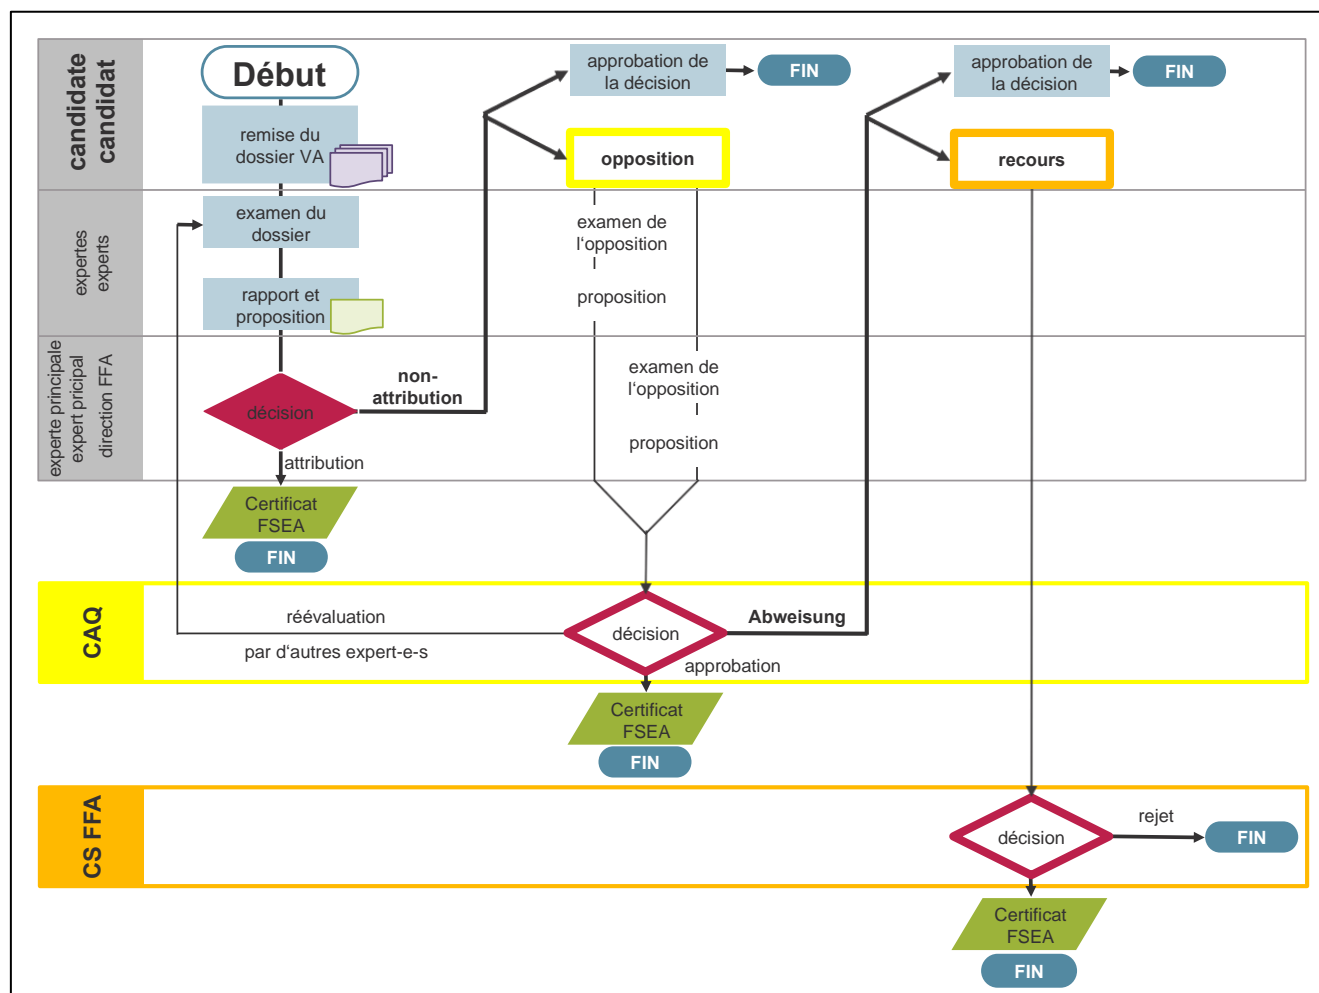 candidate
candidat
Début
remise du
dossier VA
approbation de
la décision
FIN
opposition
approbation de
la décision
FIN
recours
expertes
experts
examen du
dossier
rapport et
proposition
examen de
l'opposition
proposition
experte principale
expert pricipal
direction FFA
décision
non-
attribution
attribution
examen de
l'opposition
proposition
Certificat
FSEA
FIN
CAQ
réévaluation
par d'autres expert-e-s
décision
Abweisung
approbation
Certificat
FSEA
FIN
CS FFA
décision
rejet
FIN
Certificat
FSEA
FIN